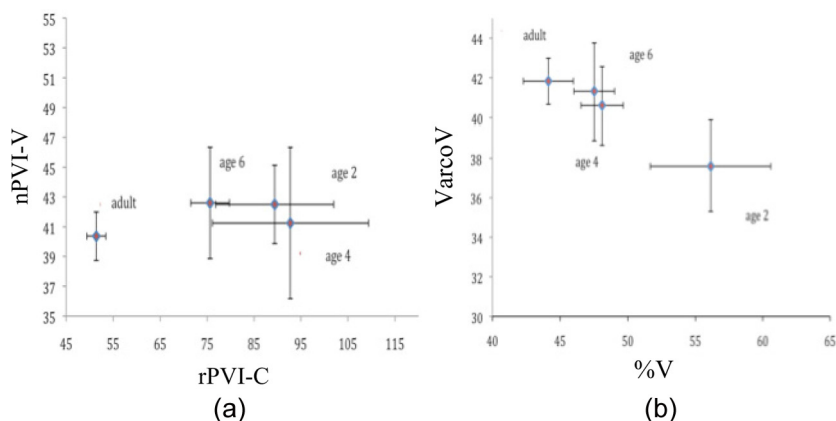 55
53
51
49
47
45
43
41
39
37
35
nPVI-V
adult
age 6
age 2
age 4
45 55 65 75 85 95 105 115
rPVI-C
(a)
44
42
40
38
36
34
32
30
VarcoV
adult
age 6
age 4
age 2
40 45 50 55 60 65
%V
(b)